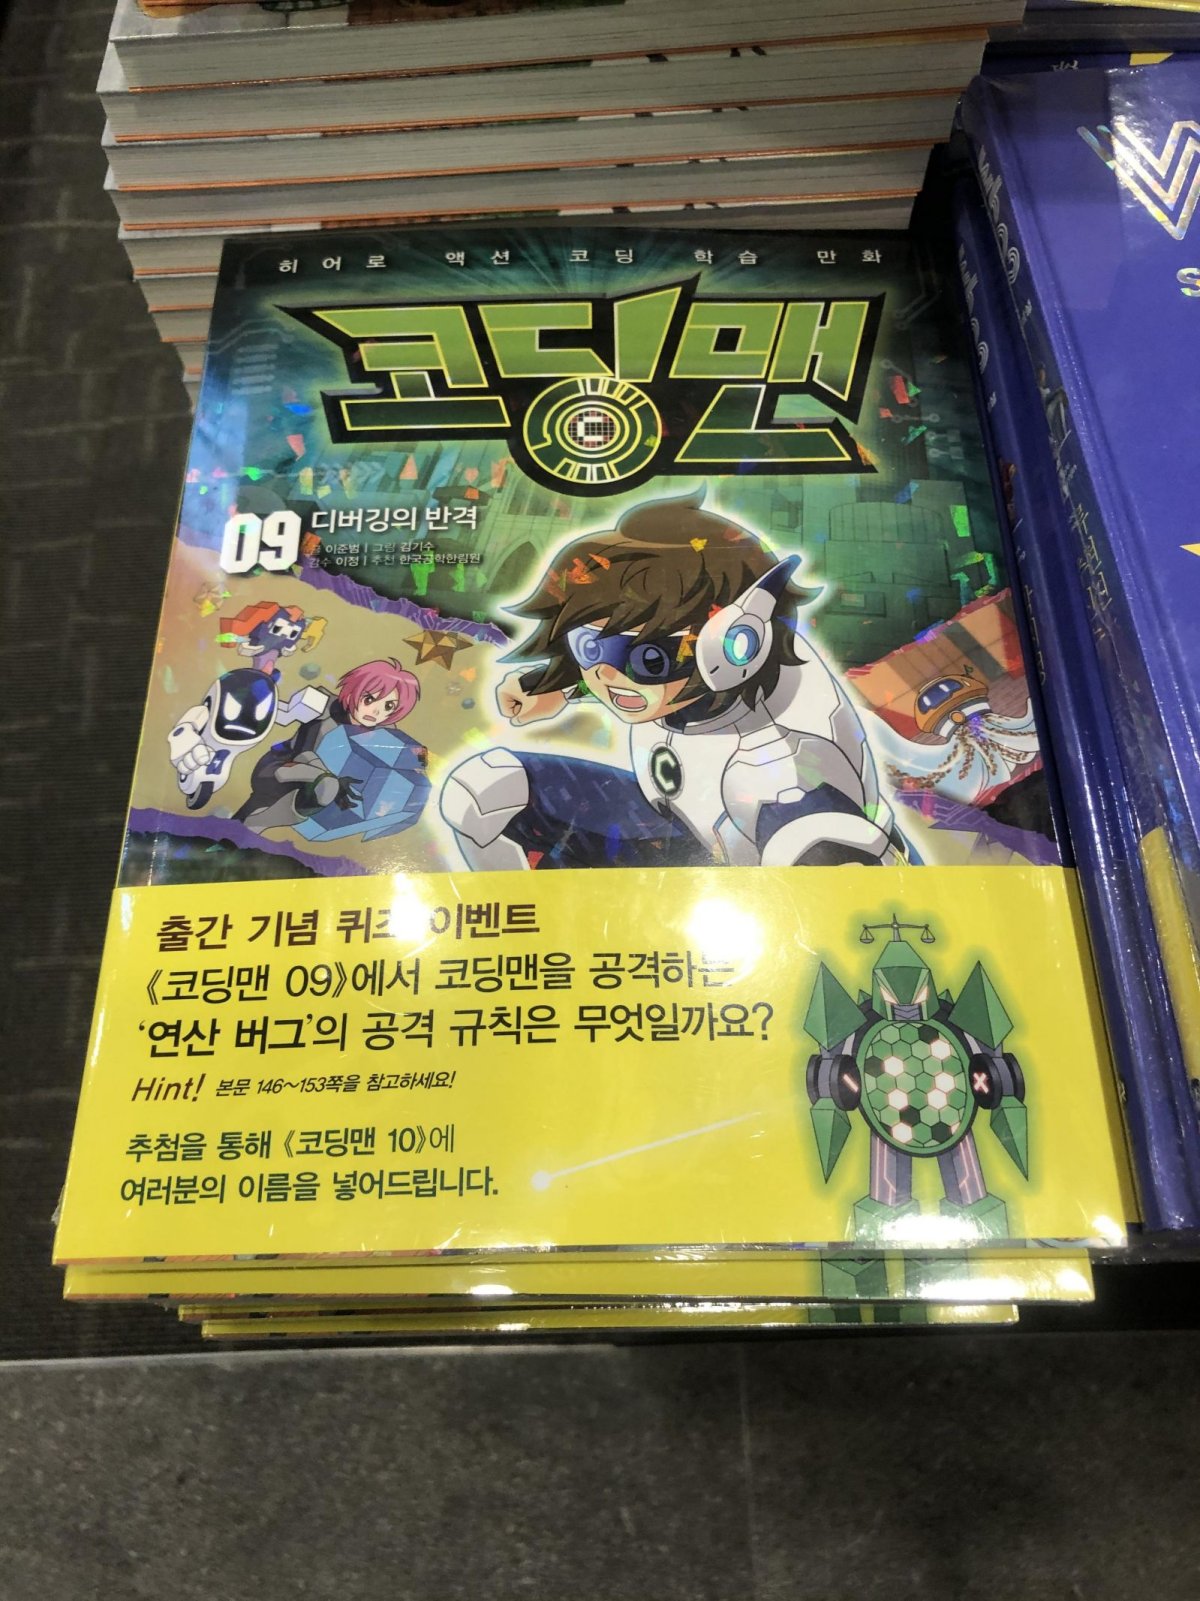 히어로 액션 코딩 학습 만화
코딩맨
C
09 디버깅의 반격
글 이준범 | 그림 김기수
감수 이정 | 추천 한국공학한림원
C
출간 기념 퀴즈 이벤트
《코딩맨 09》에서 코딩맨을 공격하는
‘연산 버그’의 공격 규칙은 무엇일까요?
Hint! 본문 146~153쪽을 참고하세요!
추첨을 통해 《코딩맨 10》에
여러분의 이름을 넣어드립니다.